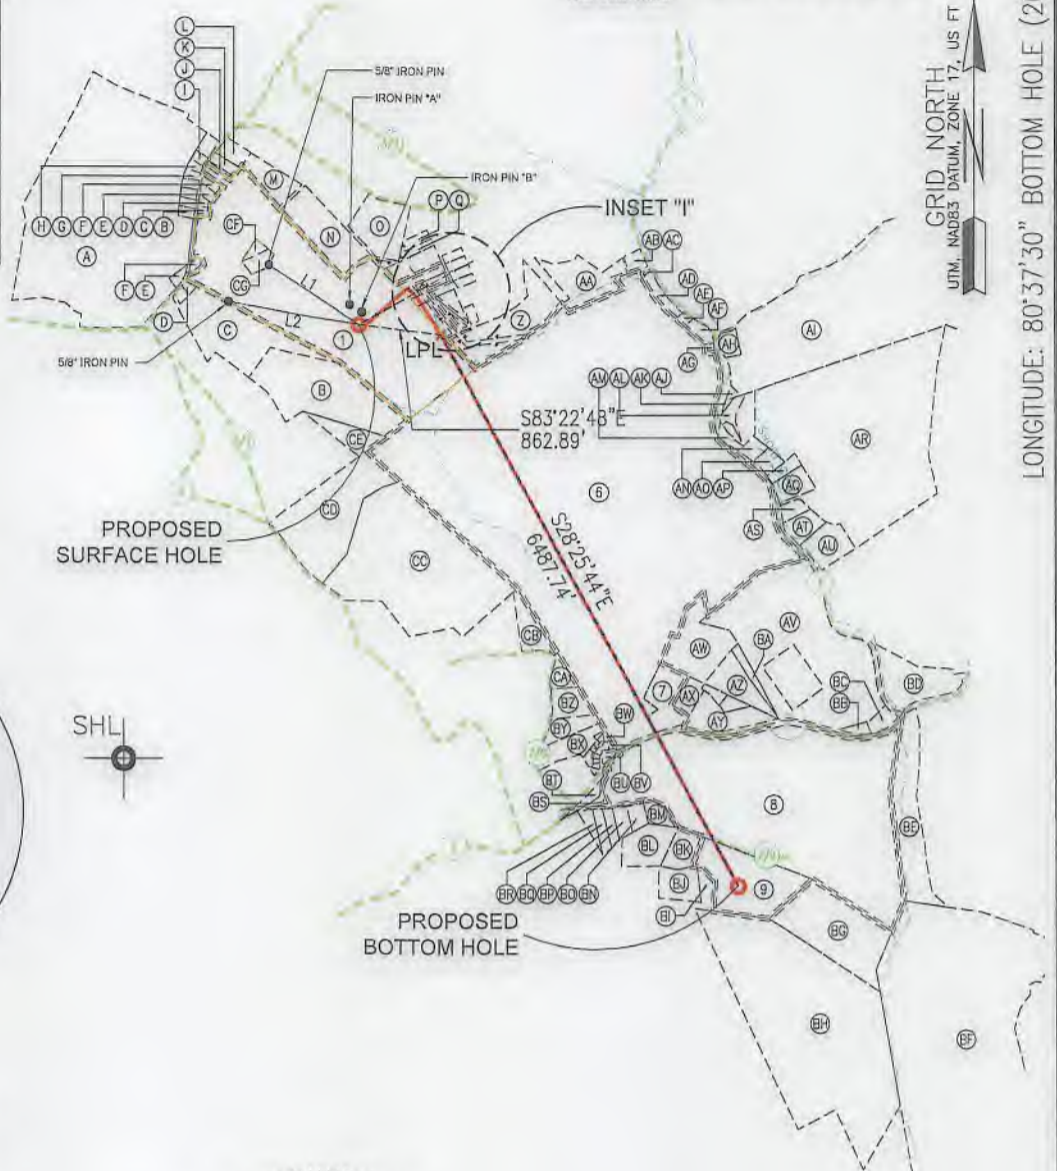 L
K
J
I
5/8" IRON PIN
IRON PIN "A"
IRON PIN "B"
P Q
INSET "I"
M
N
O
H G F E D C B
A
CF
CG
L1
L2
F E
D
C
1
5/8" IRON PIN
LPL
Z
AA
AB AC
AD
AE
AF
AG
AH
AI
AM AL AK AJ
S83°22'48"E
862.89'
B
CE
CD
AR
AN AO AP
AQ
AS
AT
AU
6
PROPOSED
SURFACE HOLE
CC
S28°25'44"E
6487.74'
CB
CA
BZ
BY
BX
BW
BU BV
BT
BS
AW
AV
BA
AZ
7
AX
AY
BC
BB
BD
BE
SHL
8
BM
BL
BK
BJ
BI
9
BR BQ BP BO BN
PROPOSED
BOTTOM HOLE
BG
BH
BF
GRID NORTH
UTM, NAD83 DATUM, ZONE 17, US FT
LONGITUDE: 80°37'30" BOTTOM HOLE